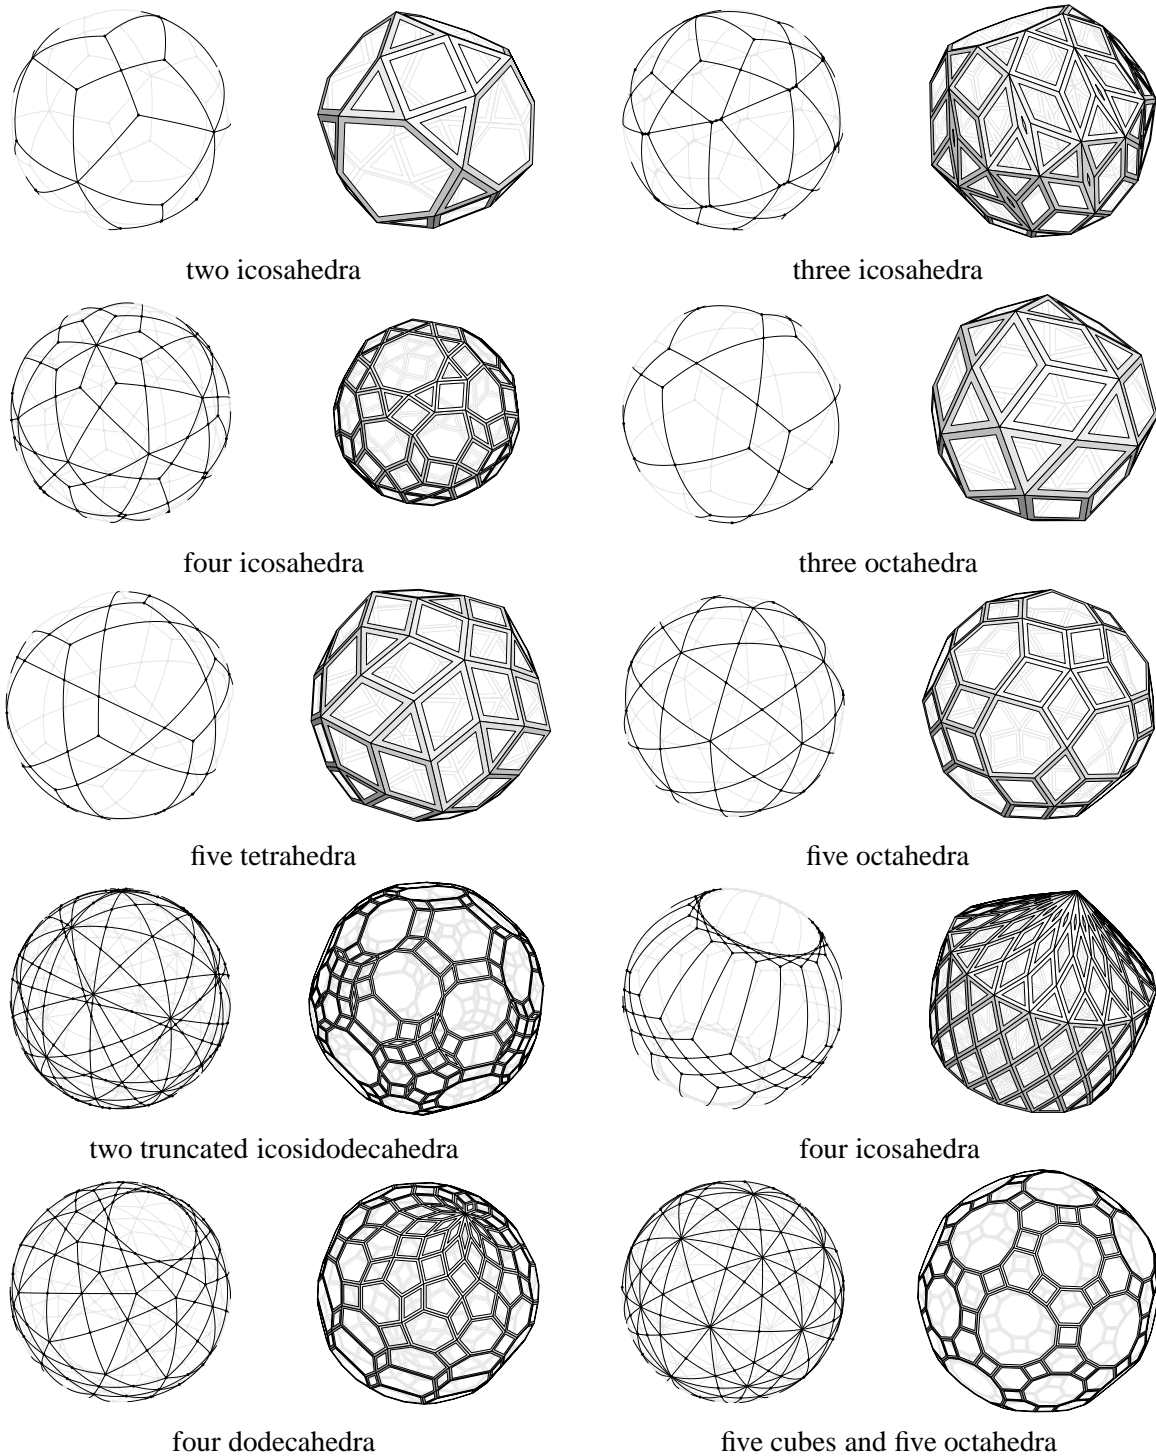 two icosahedra
three icosahedra
four icosahedra
three octahedra
five tetrahedra
five octahedra
two truncated icosidodecahedra
four icosahedra
four dodecahedra
five cubes and five octahedra